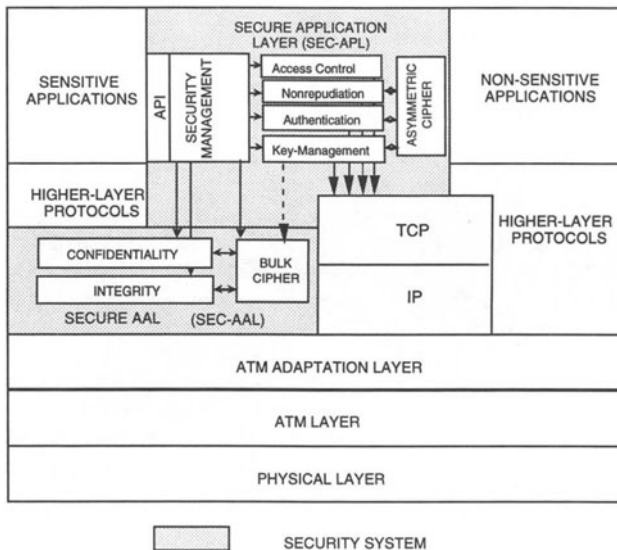 SECURE APPLICATION
LAYER (SEC-APL)
SENSITIVE
APPLICATIONS
API
SECURITY
MANAGEMENT
Access Control
Nonrepudiation
Authentication
Key-Management
ASYMMETRIC
CIPHER
NON-SENSITIVE
APPLICATIONS
HIGHER-LAYER
PROTOCOLS
CONFIDENTIALITY
INTEGRITY
BULK
CIPHER
SECURE AAL (SEC-AAL)
TCP
IP
HIGHER-LAYER
PROTOCOLS
ATM ADAPTATION LAYER
ATM LAYER
PHYSICAL LAYER
SECURITY SYSTEM